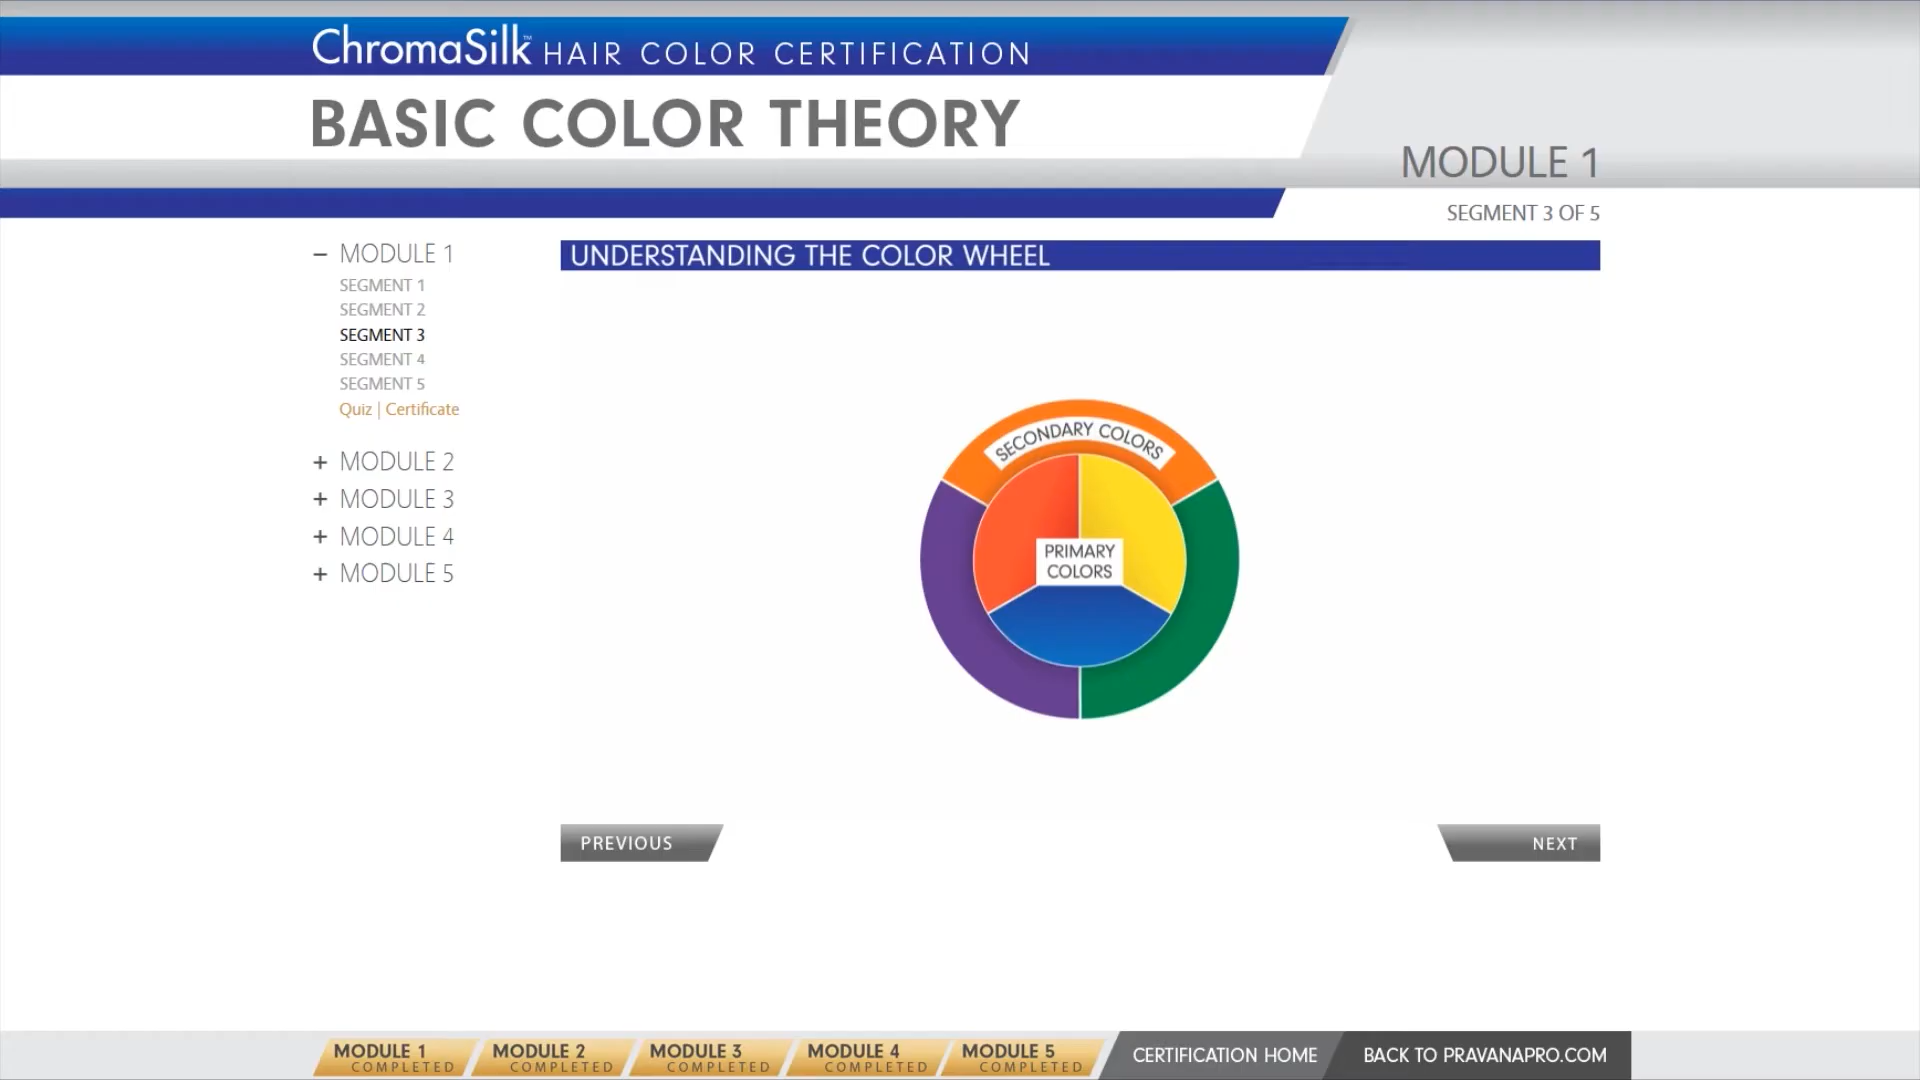 ChromaSilk™ HAIR COLOR CERTIFICATION
BASIC COLOR THEORY
MODULE 1
SEGMENT 3 OF 5
– MODULE 1
SEGMENT 1
SEGMENT 2
SEGMENT 3
SEGMENT 4
SEGMENT 5
Quiz | Certificate
+ MODULE 2
+ MODULE 3
+ MODULE 4
+ MODULE 5
UNDERSTANDING THE COLOR WHEEL
SECONDARY COLORS
PRIMARY
COLORS
PREVIOUS
NEXT
MODULE 1
COMPLETED
MODULE 2
COMPLETED
MODULE 3
COMPLETED
MODULE 4
COMPLETED
MODULE 5
COMPLETED
CERTIFICATION HOME
BACK TO PRAVANAPRO.COM